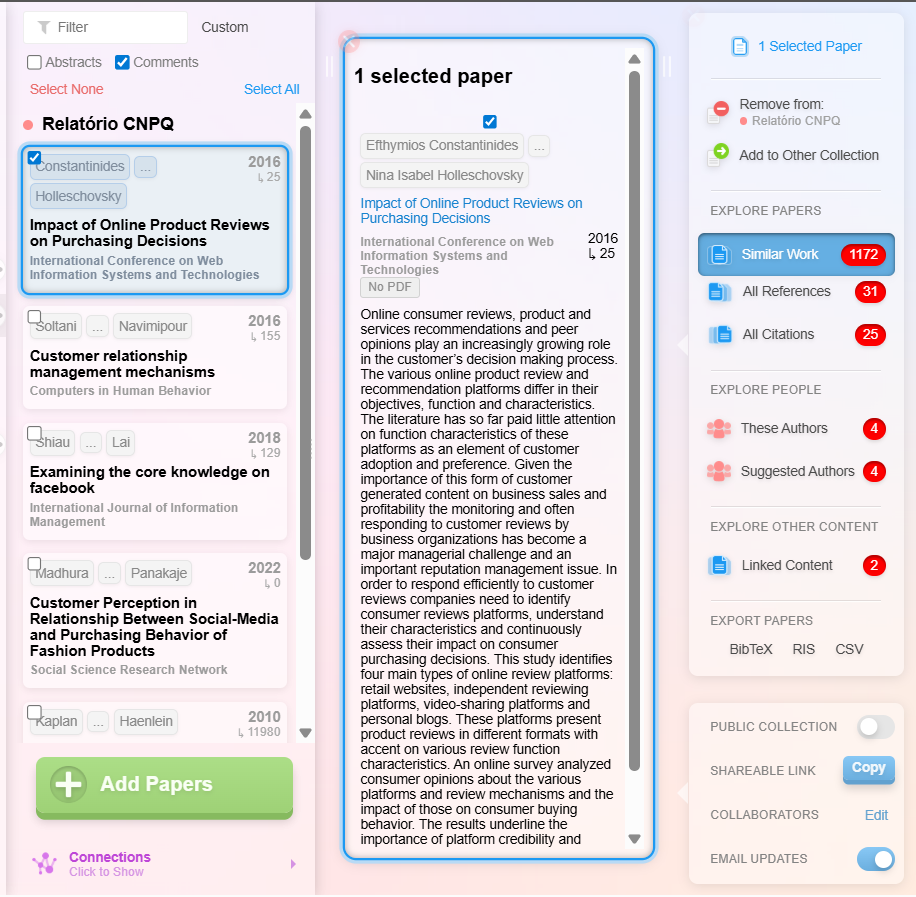 Filter
Custom
Abstracts
Comments
Select None
Select All
Relatório CNPQ
Constantinides
...
2016
↳ 25
Holleschovsky
Impact of Online Product Reviews
on Purchasing Decisions
International Conference on Web
Information Systems and Technologies
Soltani
...
Navimipour
2016
↳ 155
Customer relationship
management mechanisms
Computers in Human Behavior
Shiau
...
Lai
2018
↳ 129
Examining the core knowledge on
facebook
International Journal of Information
Management
Madhura
...
Panakaje
2022
↳ 0
Customer Perception in
Relationship Between Social-Media
and Purchasing Behavior of
Fashion Products
Social Science Research Network
Kaplan
...
Haenlein
2010
↳ 11980
Add Papers
Connections
Click to Show
1 selected paper
Efthymios Constantinides
...
Nina Isabel Holleschovsky
Impact of Online Product Reviews on
Purchasing Decisions
International Conference on Web
Information Systems and
Technologies
2016
↳ 25
No PDF
Online consumer reviews, product and
services recommendations and peer
opinions play an increasingly growing role
in the customer’s decision making process.
The various online product review and
recommendation platforms differ in their
objectives, function and characteristics.
The literature has so far paid little attention
on function characteristics of these
platforms as an element of customer
adoption and preference. Given the
importance of this form of customer
generated content on business sales and
profitability the monitoring and often
responding to customer reviews by
business organizations has become a
major managerial challenge and an
important reputation management issue. In
order to respond efficiently to customer
reviews companies need to identify
consumer reviews platforms, understand
their characteristics and continuously
assess their impact on consumer
purchasing decisions. This study identifies
four main types of online review platforms:
retail websites, independent reviewing
platforms, video-sharing platforms and
personal blogs. These platforms present
product reviews in different formats with
accent on various review function
characteristics. An online survey analyzed
consumer opinions about the various
platforms and review mechanisms and the
impact of those on consumer buying
behavior. The results underline the
importance of platform credibility and
1 Selected Paper
Remove from:
Relatório CNPQ
Add to Other Collection
EXPLORE PAPERS
Similar Work
1172
All References
31
All Citations
25
EXPLORE PEOPLE
These Authors
4
Suggested Authors
4
EXPLORE OTHER CONTENT
Linked Content
2
EXPORT PAPERS
BibTeX
RIS
CSV
PUBLIC COLLECTION
SHAREABLE LINK
Copy
COLLABORATORS
Edit
EMAIL UPDATES